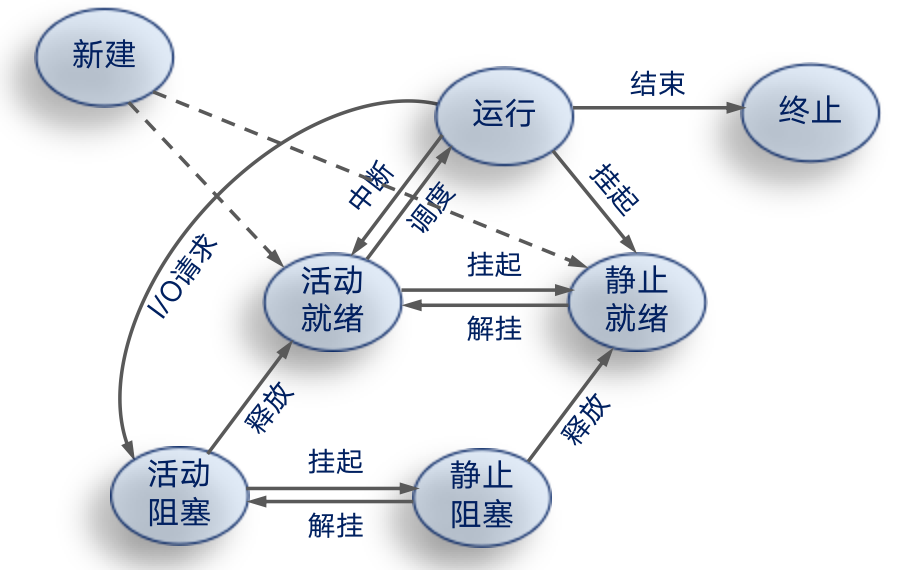 新建
运行
结束
终止
中断
调度
挂起
I/O请求
活动
就绪
挂起
解挂
静止
就绪
释放
释放
活动
阻塞
挂起
解挂
静止
阻塞